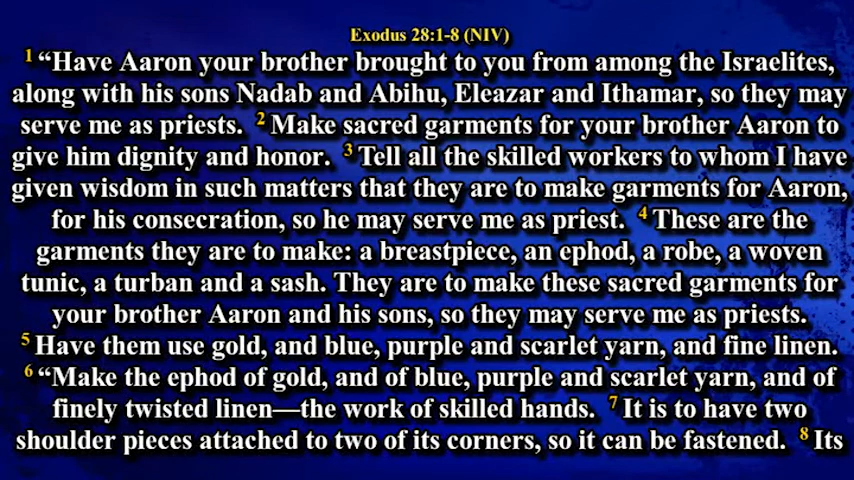 Exodus 28:1-8 (NIV)
1 “Have Aaron your brother brought to you from among the Israelites,
along with his sons Nadab and Abihu, Eleazar and Ithamar, so they may
serve me as priests. 2 Make sacred garments for your brother Aaron to
give him dignity and honor. 3 Tell all the skilled workers to whom I have
given wisdom in such matters that they are to make garments for Aaron,
for his consecration, so he may serve me as priest. 4 These are the
garments they are to make: a breastpiece, an ephod, a robe, a woven
tunic, a turban and a sash. They are to make these sacred garments for
your brother Aaron and his sons, so they may serve me as priests.
5 Have them use gold, and blue, purple and scarlet yarn, and fine linen.
6 “Make the ephod of gold, and of blue, purple and scarlet yarn, and of
finely twisted linen—the work of skilled hands. 7 It is to have two
shoulder pieces attached to two of its corners, so it can be fastened. 8 Its